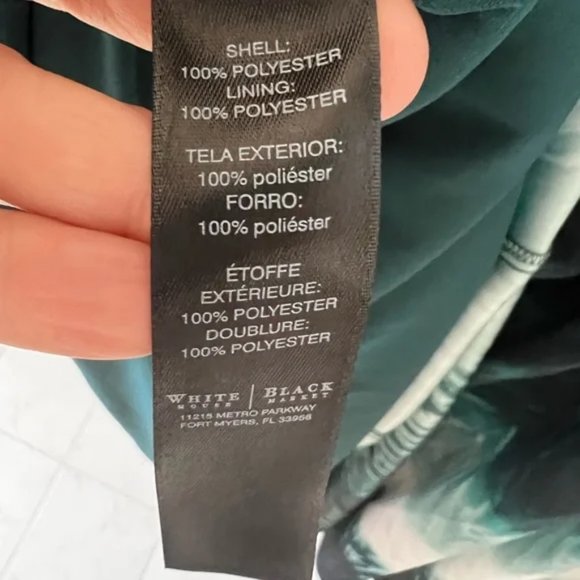 SHELL:
100% POLYESTER
LINING:
100% POLYESTER
TELA EXTERIOR:
100% poliéster
FORRO:
100% poliéster
ÉTOFFE
EXTÉRIEURE:
100% POLYESTER
DOUBLURE:
100% POLYESTER
WHITE | BLACK
HOUSE MARKET
11215 METRO PARKWAY
FORT MYERS, FL 33966